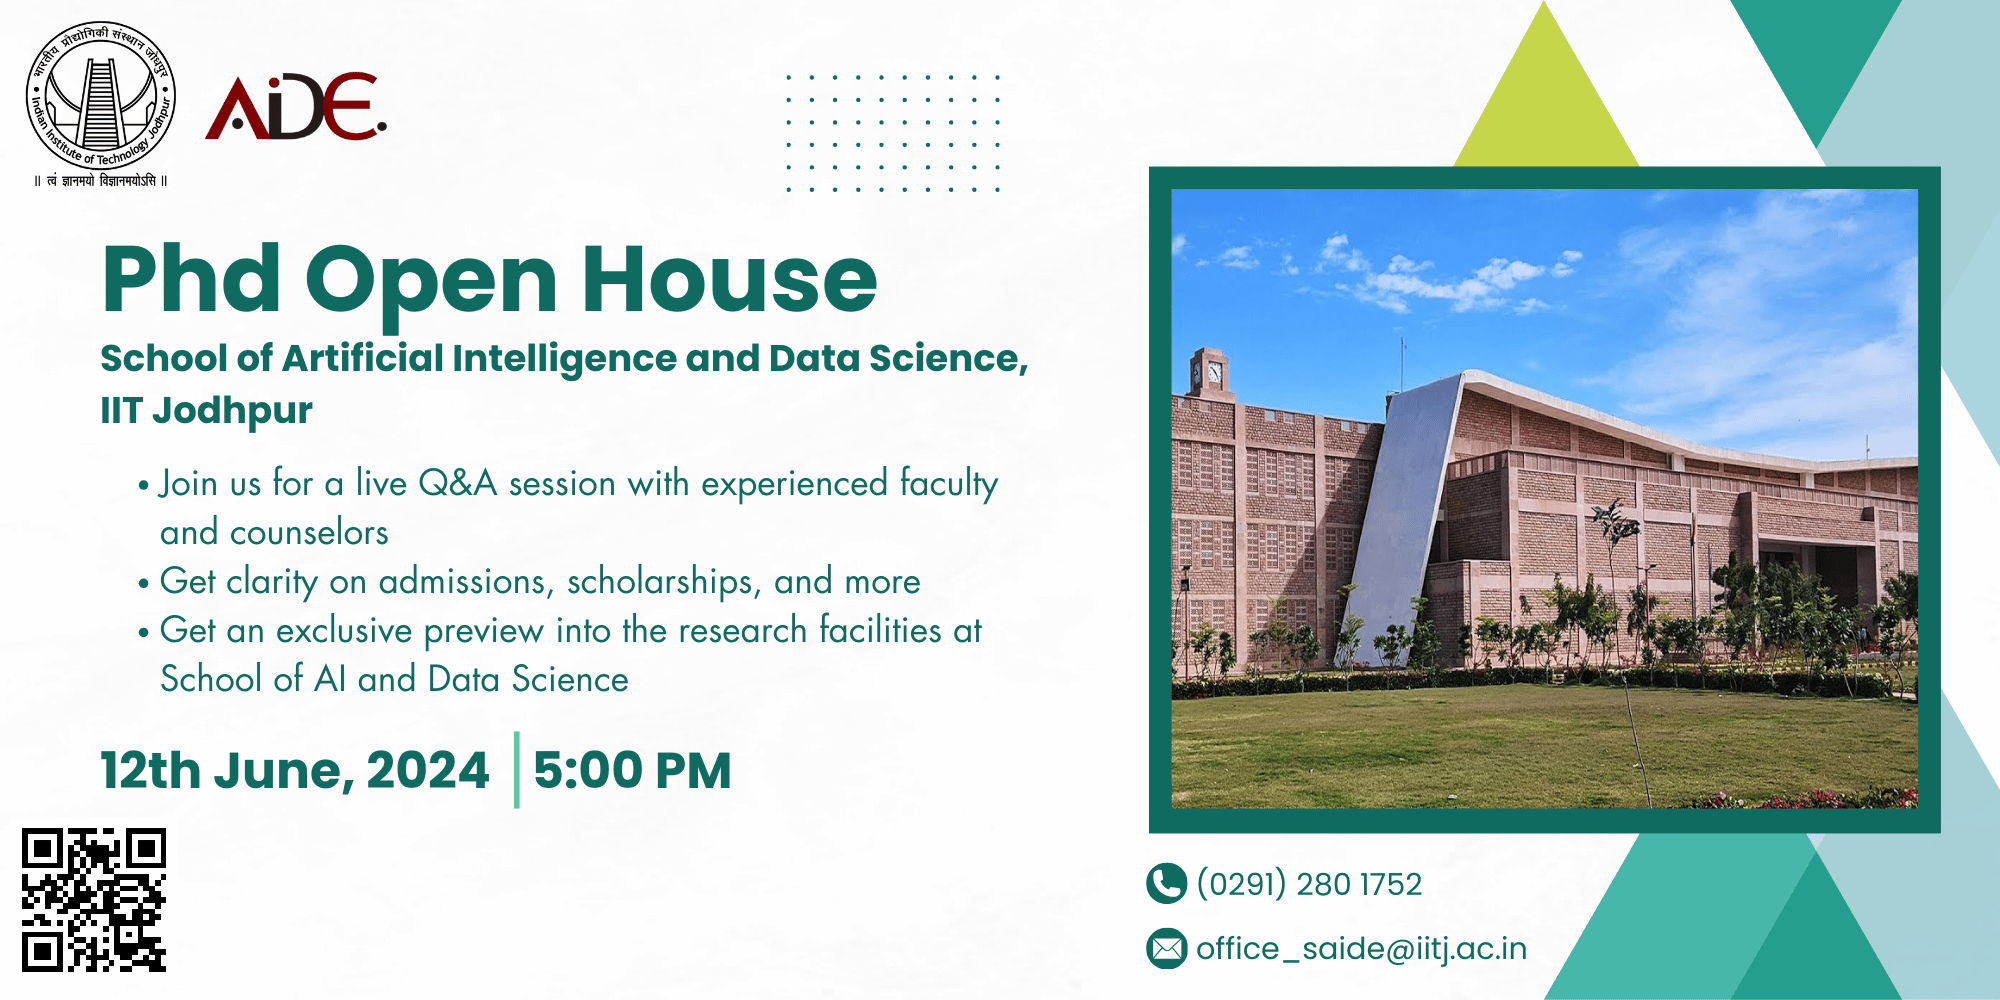 भारतीय प्रौद्योगिकी संस्थान जोधपुर
Indian Institute of Technology Jodhpur
॥ त्वं ज्ञानमयो विज्ञानमयोऽसि ॥
AiDE.
Phd Open House
School of Artificial Intelligence and Data Science,
IIT Jodhpur
• Join us for a live Q&A session with experienced faculty
and counselors
• Get clarity on admissions, scholarships, and more
• Get an exclusive preview into the research facilities at
School of AI and Data Science
12th June, 2024 | 5:00 PM
(0291) 280 1752
office_saide@iitj.ac.in